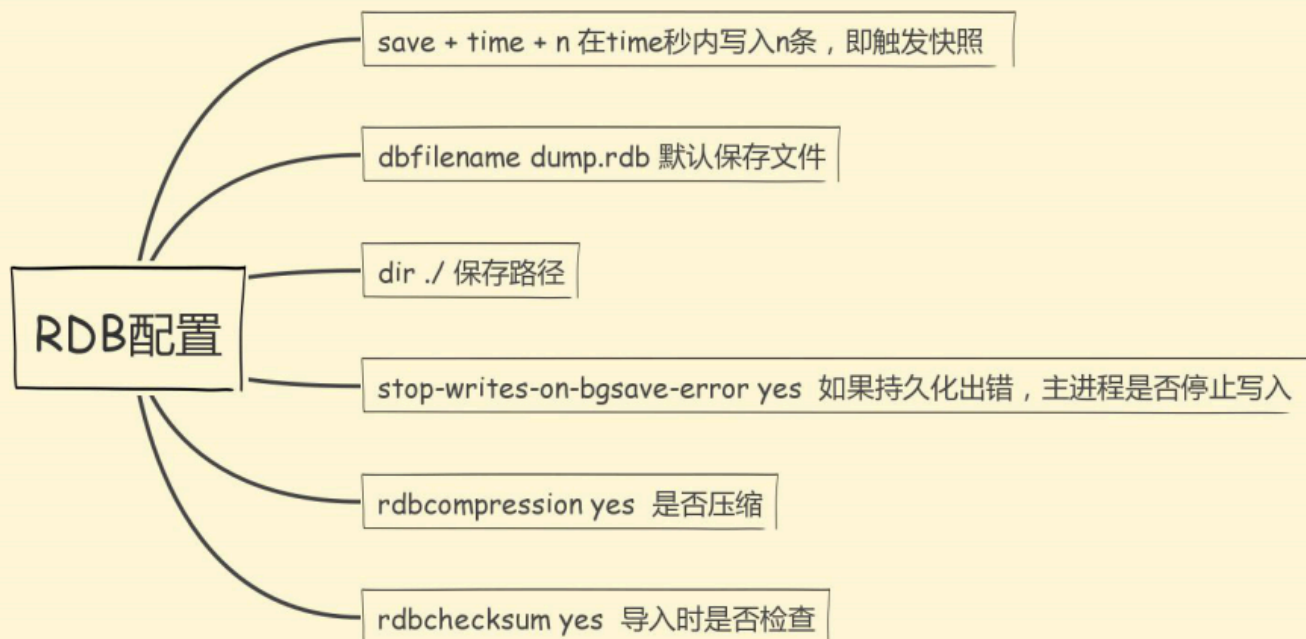 save + time + n 在time秒内写入n条，即触发快照
dbfilename dump.rdb 默认保存文件
dir ./ 保存路径
RDB配置
stop-writes-on-bgsave-error yes 如果持久化出错，主进程是否停止写入
rdbcompression yes 是否压缩
rdbchecksum yes 导入时是否检查